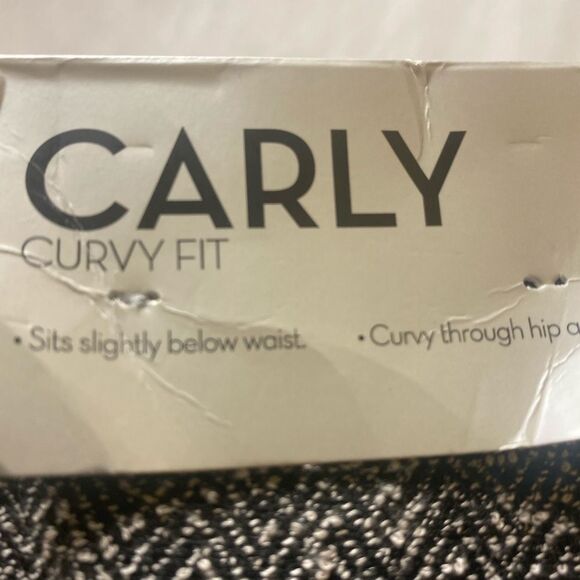 CARLY
CURVY FIT
• Sits slightly below waist. • Curvy through hip a